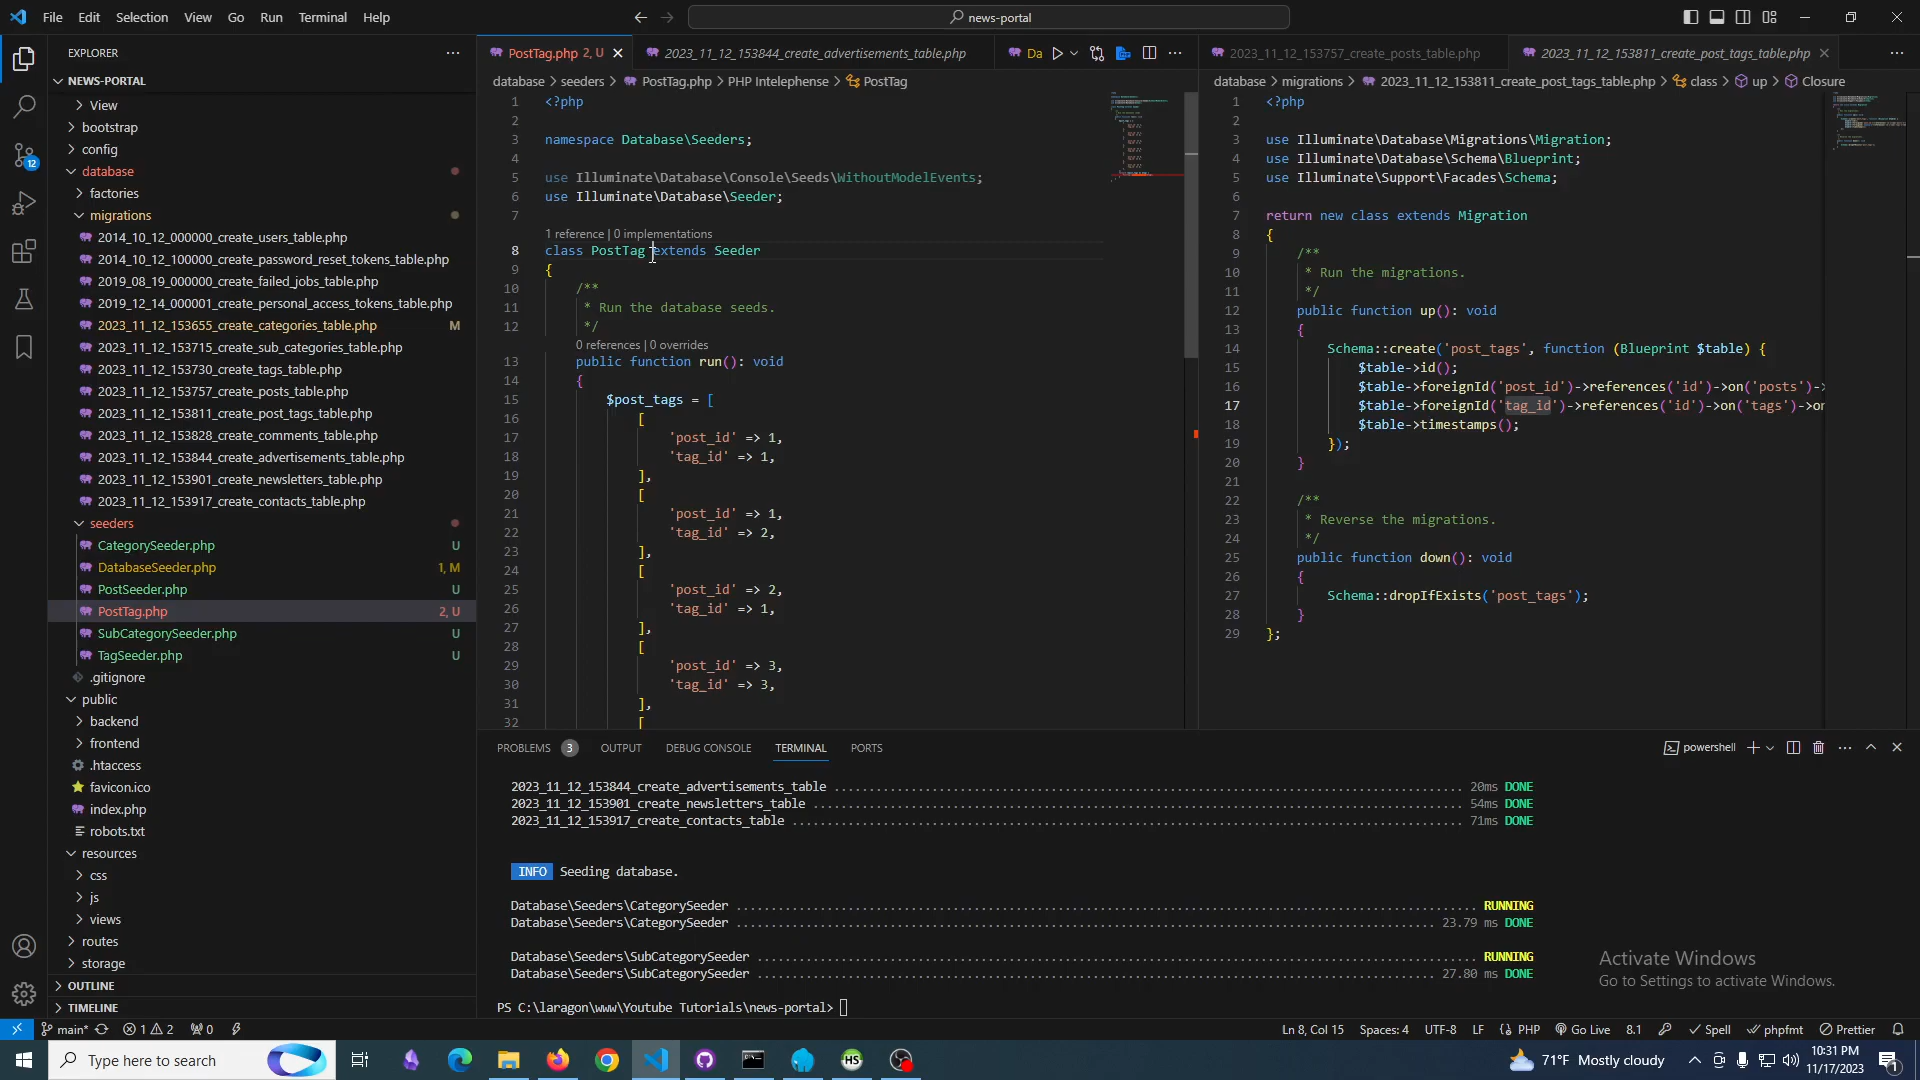 File Edit Selection View Go Run Terminal Help
news-portal
EXPLORER
NEWS-PORTAL
View
bootstrap
config
database
factories
migrations
2014_10_12_000000_create_users_table.php
2014_10_12_100000_create_password_reset_tokens_table.php
2019_08_19_000000_create_failed_jobs_table.php
2019_12_14_000001_create_personal_access_tokens_table.php
2023_11_12_153655_create_categories_table.php M
2023_11_12_153715_create_sub_categories_table.php
2023_11_12_153730_create_tags_table.php
2023_11_12_153757_create_posts_table.php
2023_11_12_153811_create_post_tags_table.php
2023_11_12_153828_create_comments_table.php
2023_11_12_153844_create_advertisements_table.php
2023_11_12_153901_create_newsletters_table.php
2023_11_12_153917_create_contacts_table.php
seeders
CategorySeeder.php U
DatabaseSeeder.php 1, M
PostSeeder.php U
PostTag.php 2, U
SubCategorySeeder.php U
TagSeeder.php U
.gitignore
public
backend
frontend
.htaccess
favicon.ico
index.php
robots.txt
resources
css
js
views
routes
storage
OUTLINE
TIMELINE
12
PostTag.php 2, U 2023_11_12_153844_create_advertisements_table.php Da
database > seeders > PostTag.php > PHP Intelephense > PostTag
1 <?php
2
3 namespace Database\Seeders;
4
5 use Illuminate\Database\Console\Seeds\WithoutModelEvents;
6 use Illuminate\Database\Seeder;
7
1 reference | 0 implementations
8 class PostTag extends Seeder
9 {
10 /**
11 * Run the database seeds.
12 */
0 references | 0 overrides
13 public function run(): void
14 {
15 $post_tags = [
16 [
17 'post_id' => 1,
18 'tag_id' => 1,
19 ],
20 [
21 'post_id' => 1,
22 'tag_id' => 2,
23 ],
24 [
25 'post_id' => 2,
26 'tag_id' => 1,
27 ],
28 [
29 'post_id' => 3,
30 'tag_id' => 3,
31 ],
32 [
2023_11_12_153757_create_posts_table.php 2023_11_12_153811_create_post_tags_table.php
database > migrations > 2023_11_12_153811_create_post_tags_table.php > class > up > Closure
1 <?php
2
3 use Illuminate\Database\Migrations\Migration;
4 use Illuminate\Database\Schema\Blueprint;
5 use Illuminate\Support\Facades\Schema;
6
7 return new class extends Migration
8 {
9 /**
10 * Run the migrations.
11 */
12 public function up(): void
13 {
14 Schema::create('post_tags', function (Blueprint $table) {
15 $table->id();
16 $table->foreignId('post_id')->references('id')->on('posts')->
17 $table->foreignId('tag_id')->references('id')->on('tags')->on
18 $table->timestamps();
19 });
20 }
21
22 /**
23 * Reverse the migrations.
24 */
25 public function down(): void
26 {
27 Schema::dropIfExists('post_tags');
28 }
29 };
PROBLEMS 3 OUTPUT DEBUG CONSOLE TERMINAL PORTS
powershell
2023_11_12_153844_create_advertisements_table 20ms DONE
2023_11_12_153901_create_newsletters_table 54ms DONE
2023_11_12_153917_create_contacts_table 71ms DONE
INFO Seeding database.
Database\Seeders\CategorySeeder RUNNING
Database\Seeders\CategorySeeder 23.79 ms DONE
Database\Seeders\SubCategorySeeder RUNNING
Database\Seeders\SubCategorySeeder 27.80 ms DONE
PS C:\laragon\www\Youtube Tutorials\news-portal>
Activate Windows
Go to Settings to activate Windows.
main* 1 2 0
Ln 8, Col 15 Spaces: 4 UTF-8 LF PHP Go Live 8.1 Spell phpfmt Prettier
Type here to search
HS
71°F Mostly cloudy
10:31 PM
11/17/2023
1